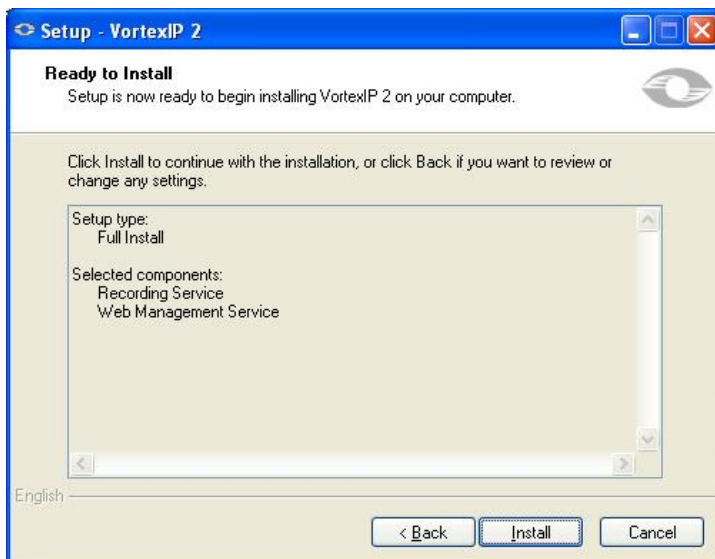 Setup - VortexIP 2
Ready to Install
Setup is now ready to begin installing VortexIP 2 on your computer.
Click Install to continue with the installation, or click Back if you want to review or
change any settings.
Setup type:
Full Install
Selected components:
Recording Service
Web Management Service
English
< Back
Install
Cancel